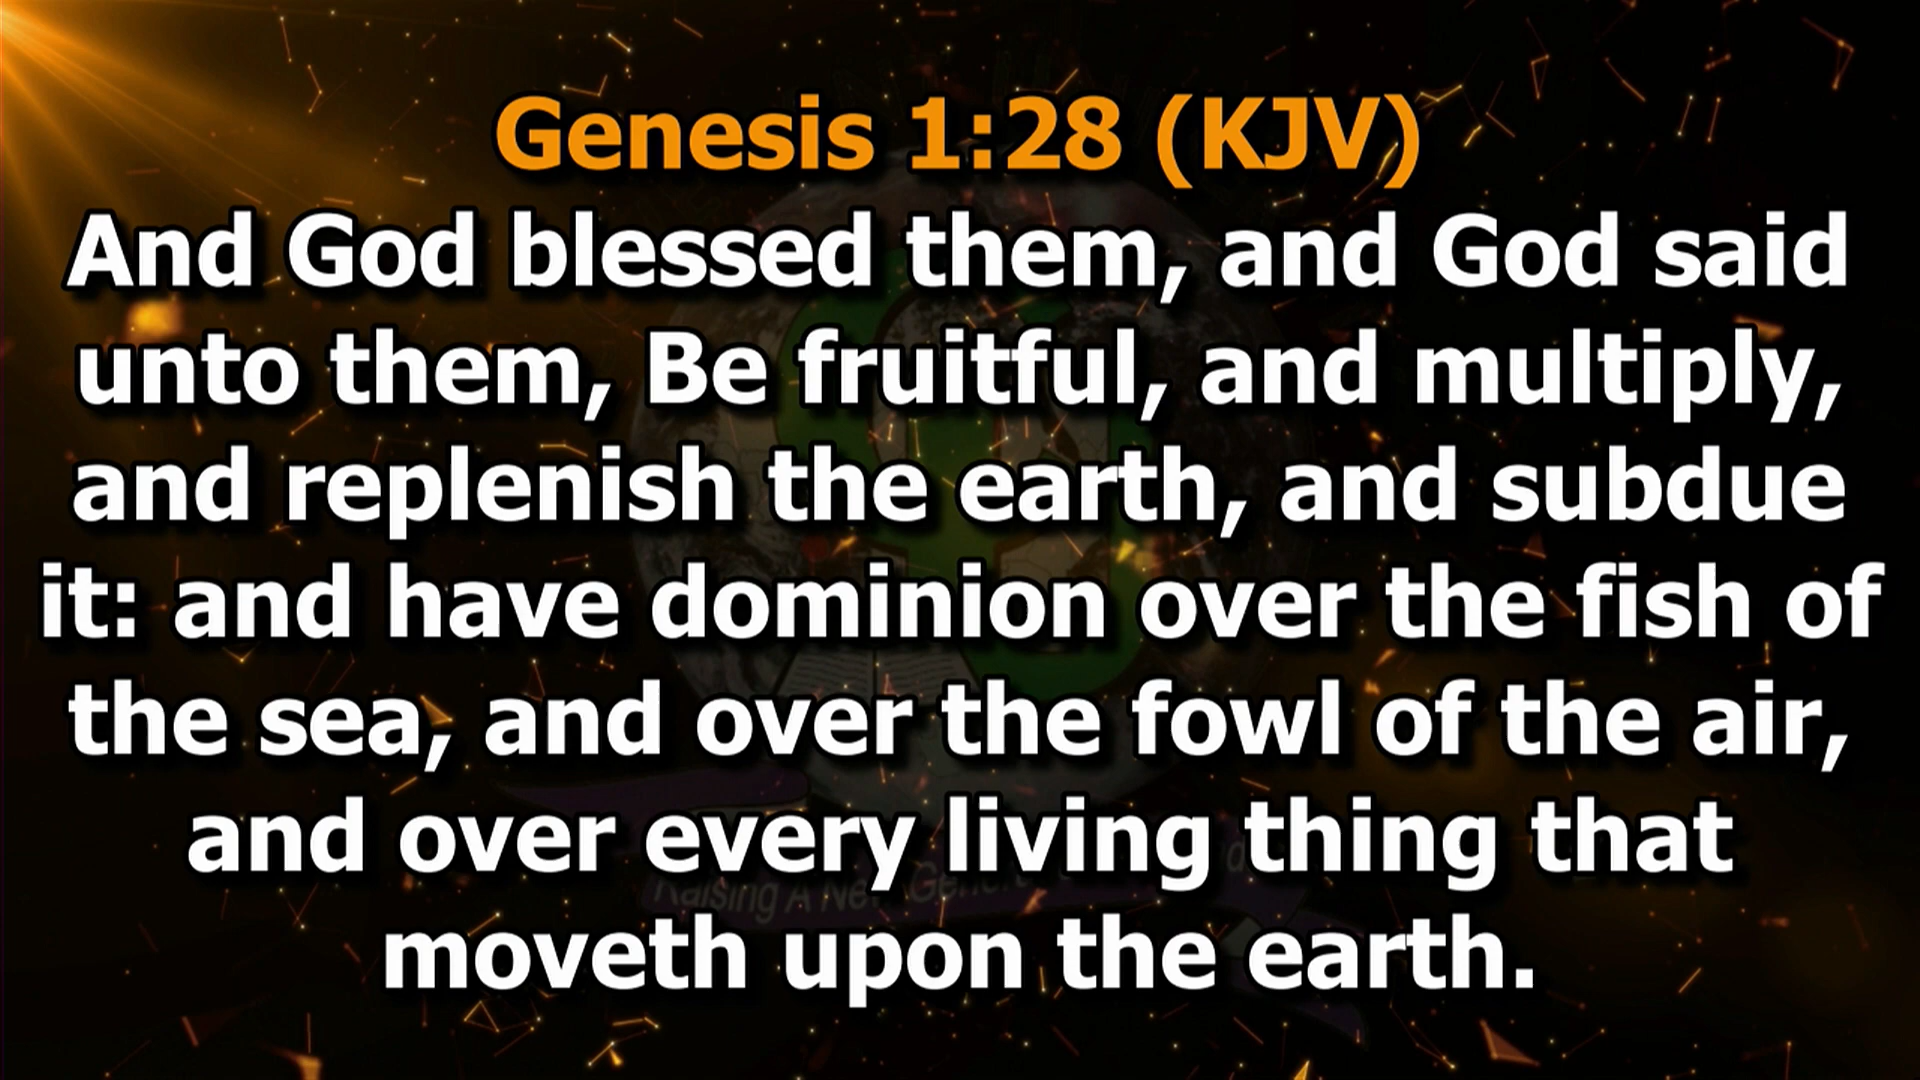 Genesis 1:28 (KJV)
And God blessed them, and God said
unto them, Be fruitful, and multiply,
and replenish the earth, and subdue
it: and have dominion over the fish of
the sea, and over the fowl of the air,
and over every living thing that
Raising A New
moveth upon the earth.